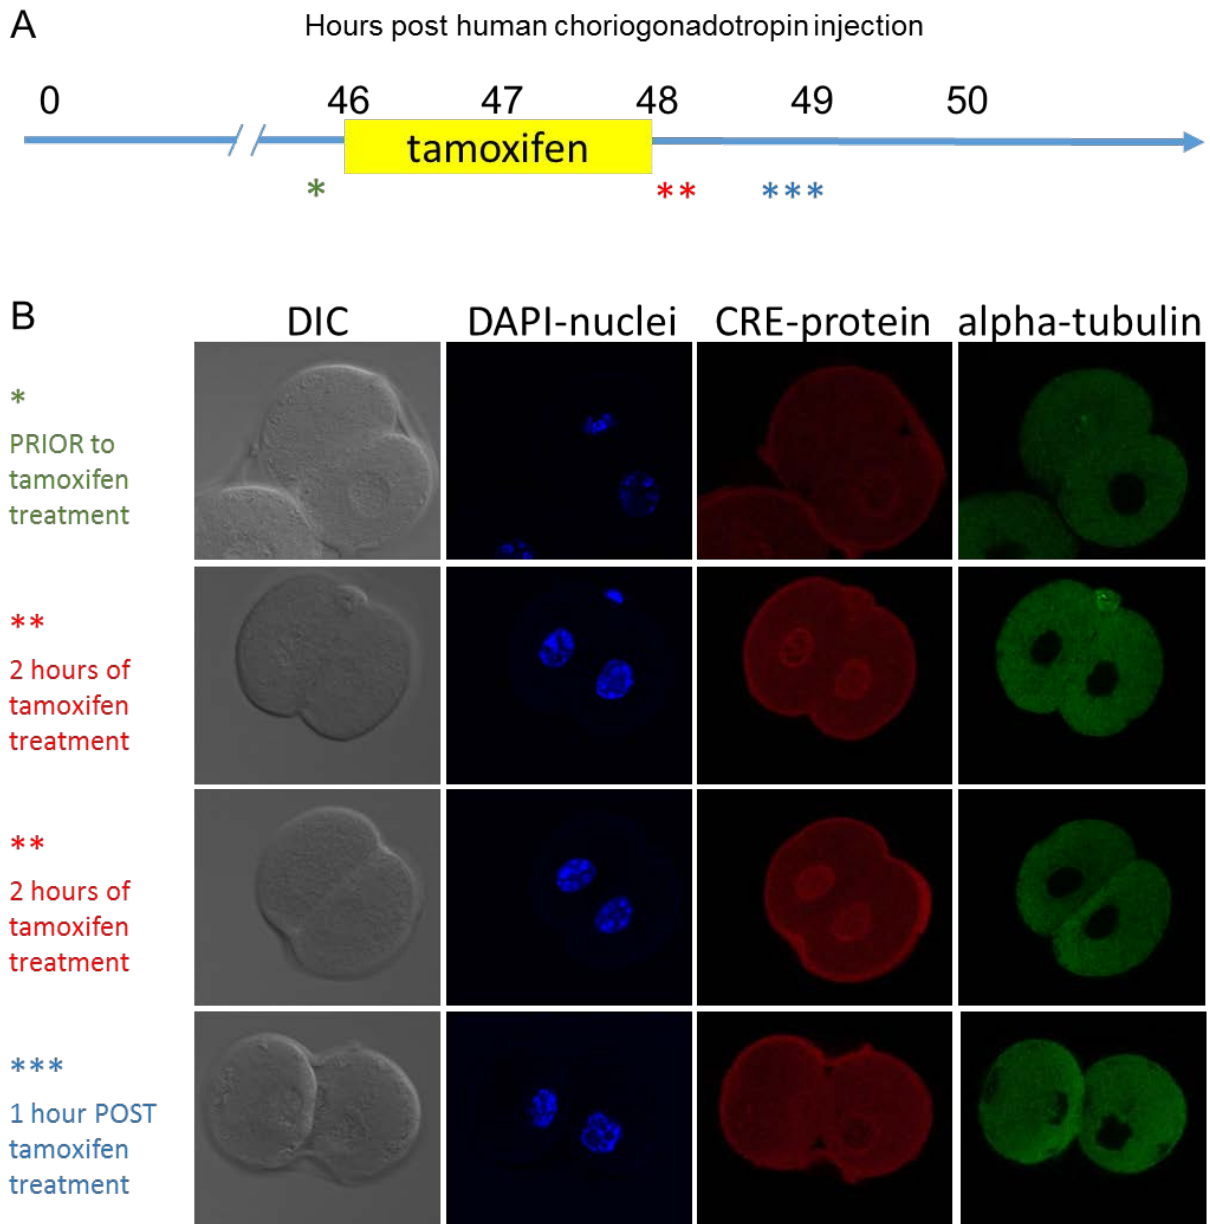 A
Hours post human choriogonadotropin injection
0 46 47 48 49 50
tamoxifen
* ** ***
B
DIC DAPI-nuclei CRE-protein alpha-tubulin
*
PRIOR to
tamoxifen
treatment
**
2 hours of
tamoxifen
treatment
**
2 hours of
tamoxifen
treatment
***
1 hour POST
tamoxifen
treatment